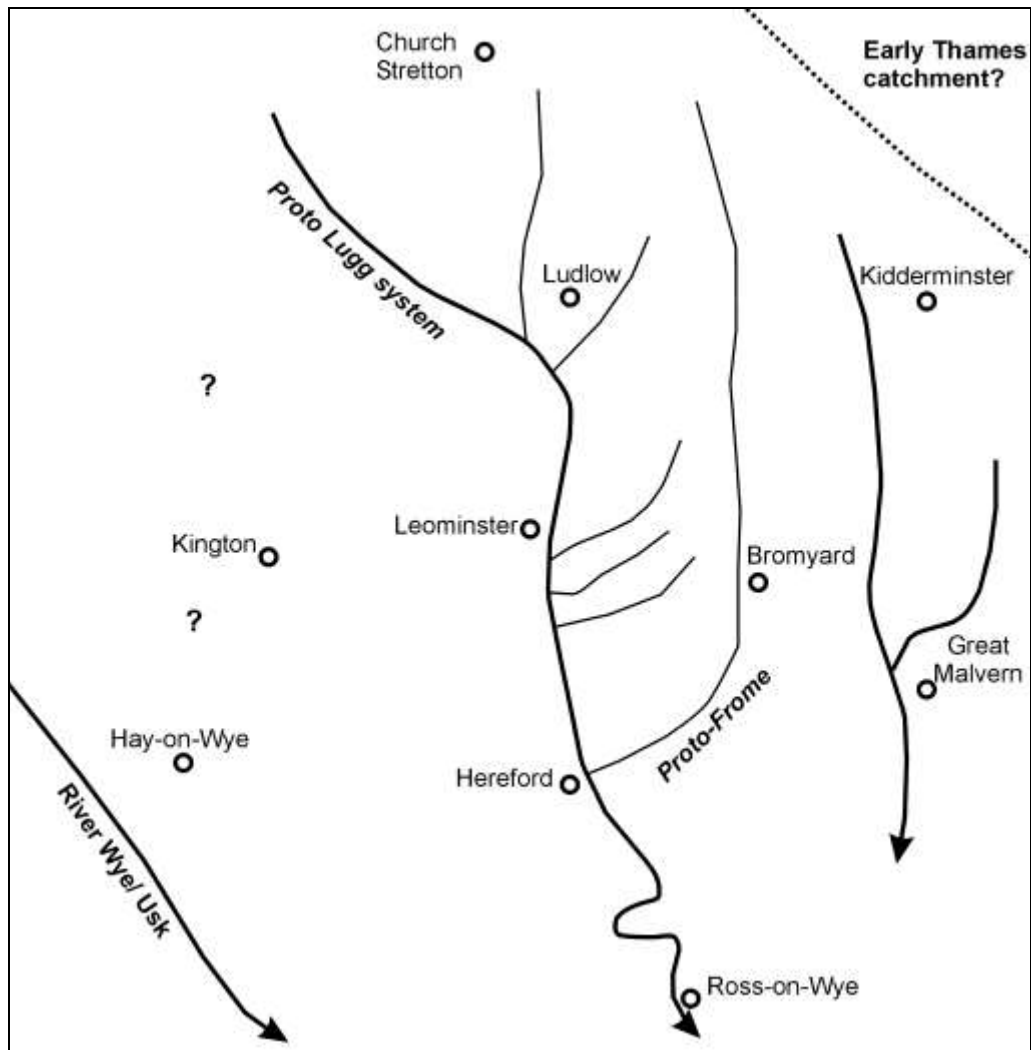 Church
Stretton
Early Thames
catchment?
Proto Lugg system
Ludlow
Kidderminster
?
Leominster
Kington
Bromyard
?
Great
Malvern
Proto-Frome
Hay-on-Wye
Hereford
River Wye/ Usk
Ross-on-Wye